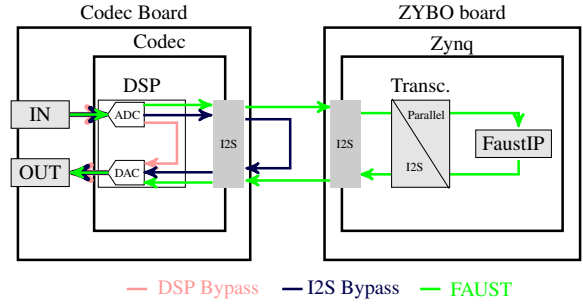 Codec Board
ZYBO board
Codec
Zynq
DSP
Transc.
IN
ADC
Parallel
I2S
I2S
FaustIP
OUT
DAC
I2S
DSP Bypass
I2S Bypass
FAUST